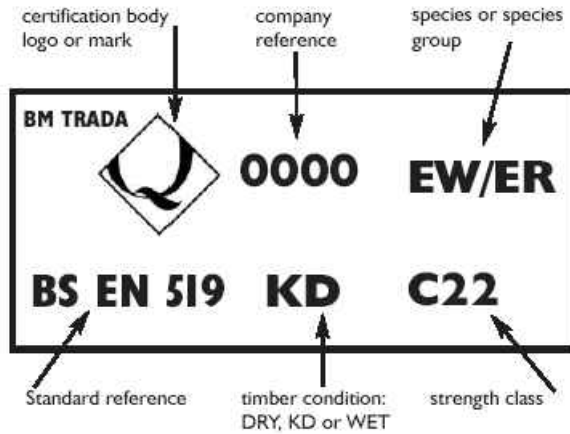 certification body
logo or mark
company
reference
species or species
group
BM TRADA
Q
0000
EW/ER
BS EN 519
KD
C22
Standard reference
timber condition:
DRY, KD or WET
strength class